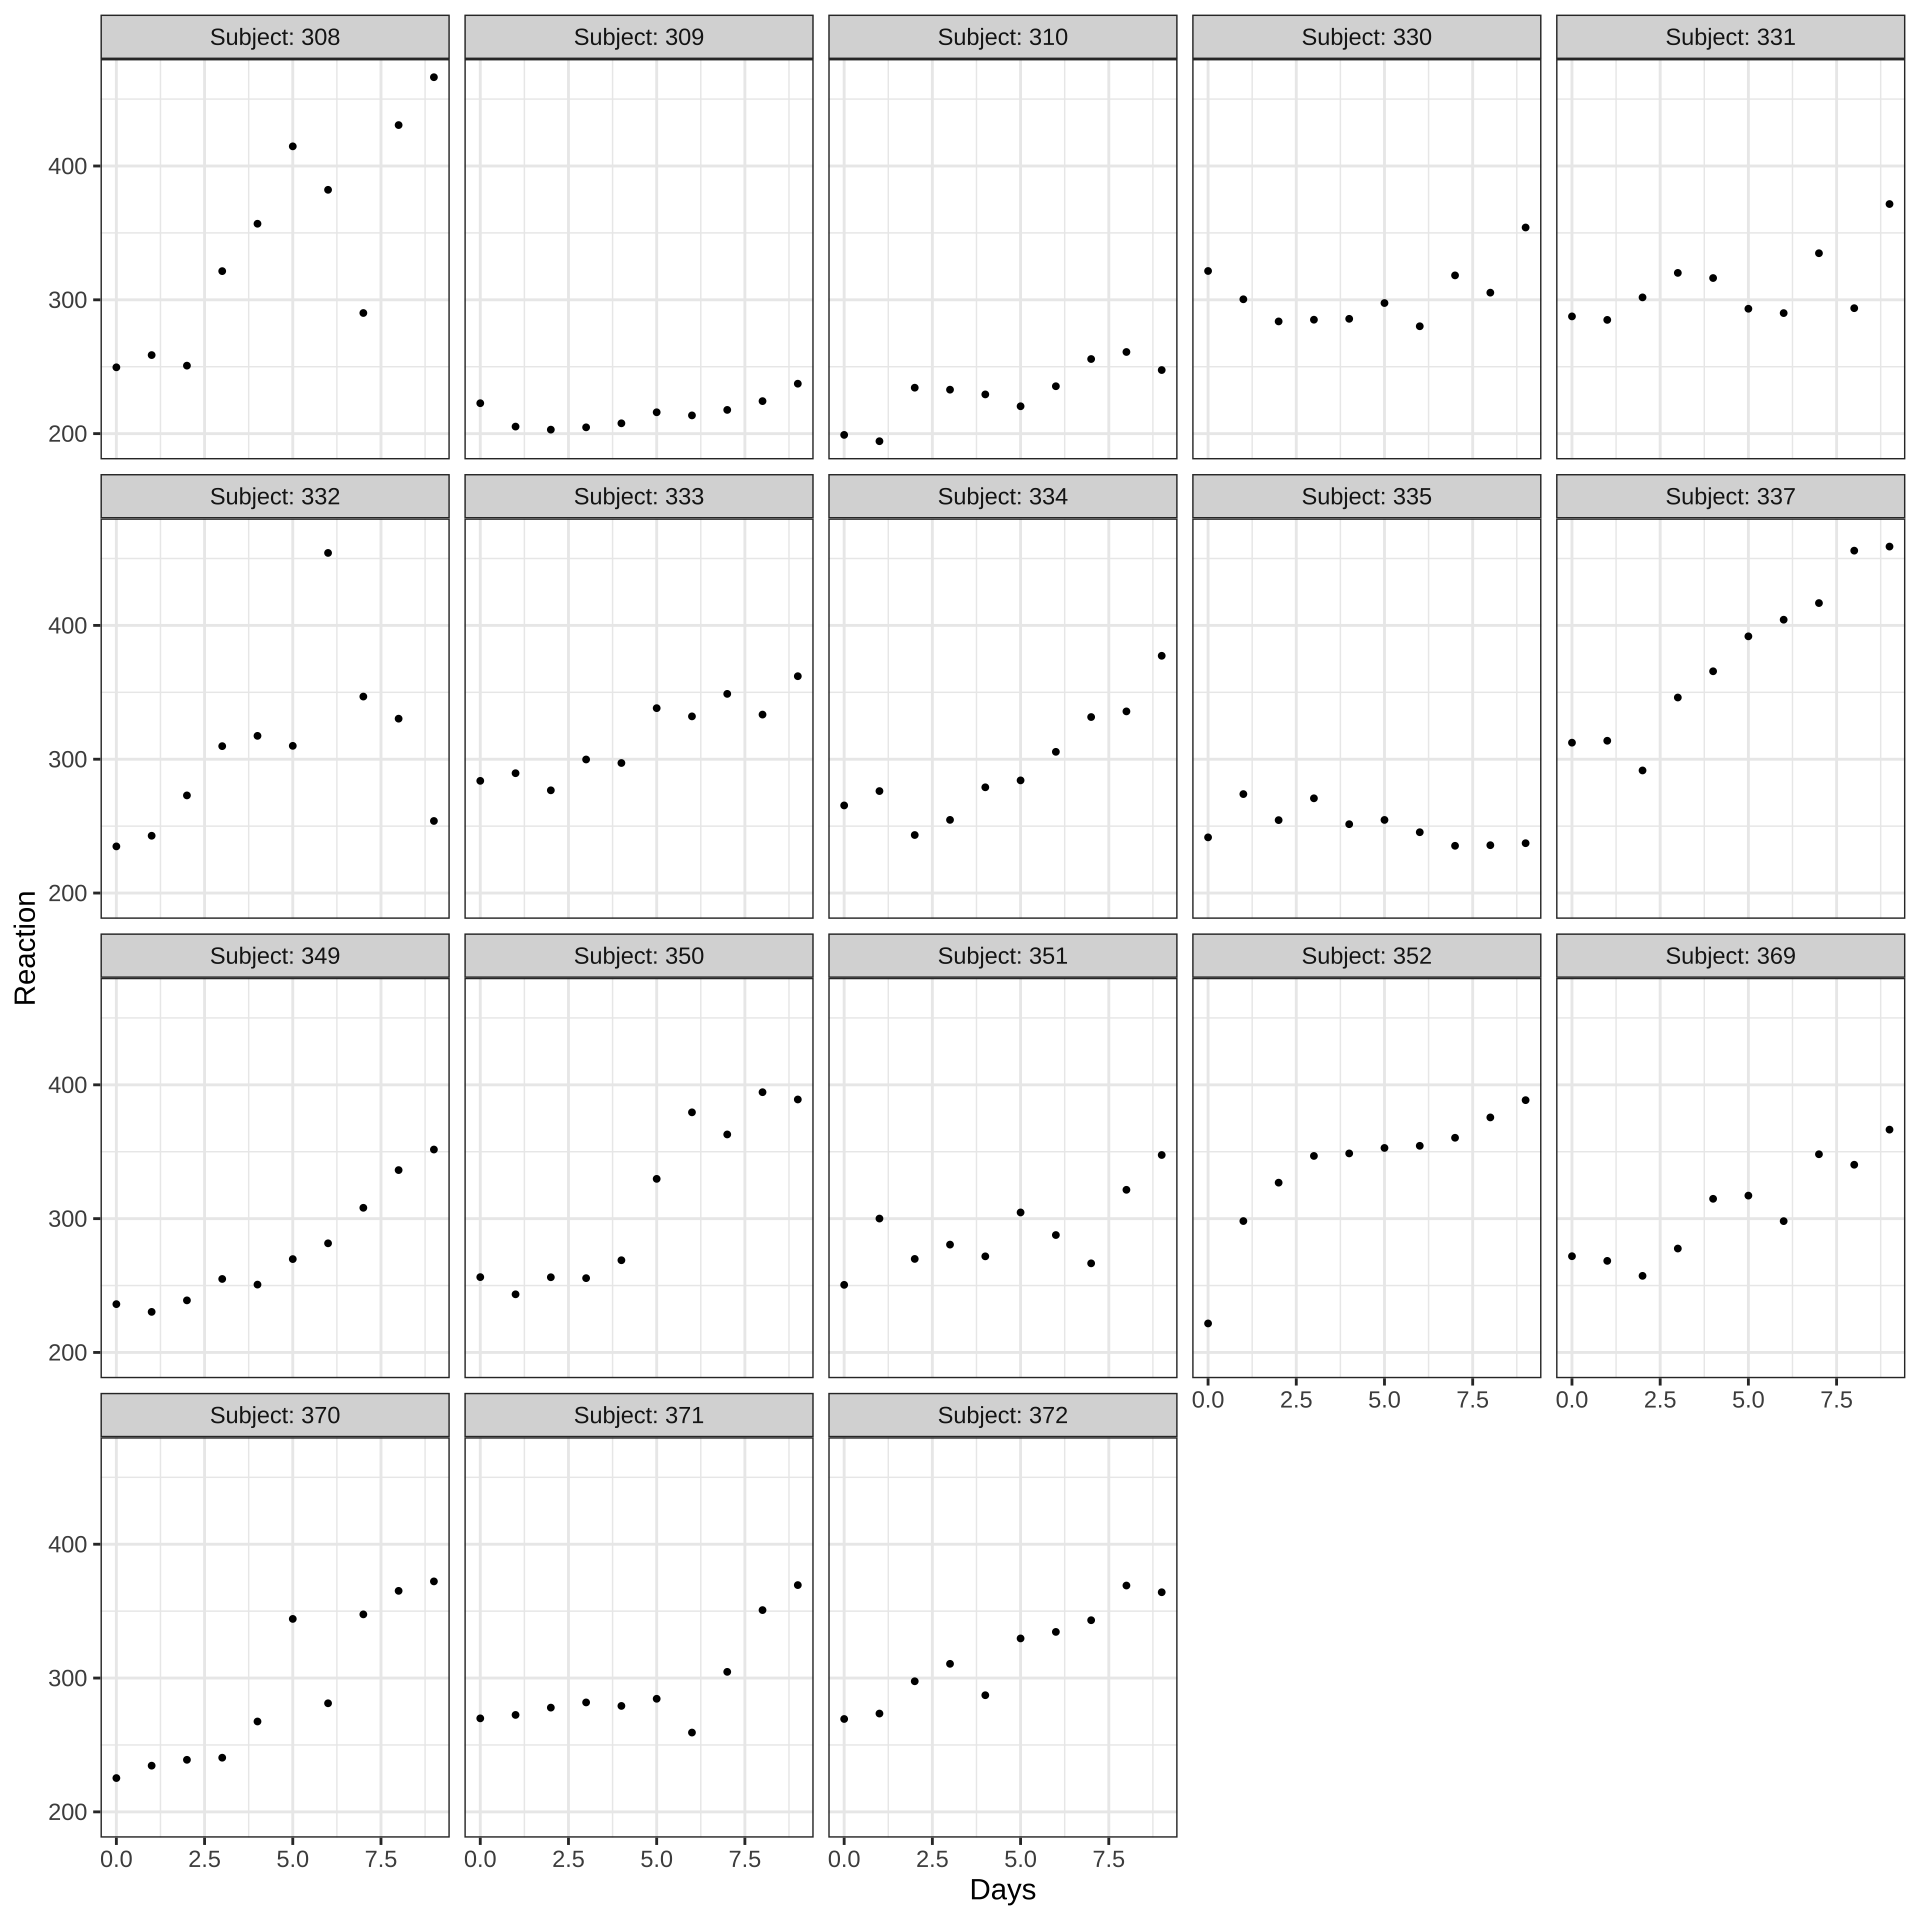 Subject: 308
Subject: 309
Subject: 310
Subject: 330
Subject: 331
400
300
200
Subject: 332
Subject: 333
Subject: 334
Subject: 335
Subject: 337
400
300
200
Reaction
Subject: 349
Subject: 350
Subject: 351
Subject: 352
Subject: 369
400
300
200
0.0 2.5 5.0 7.5
0.0 2.5 5.0 7.5
Subject: 370
Subject: 371
Subject: 372
400
300
200
0.0 2.5 5.0 7.5
0.0 2.5 5.0 7.5
0.0 2.5 5.0 7.5
Days